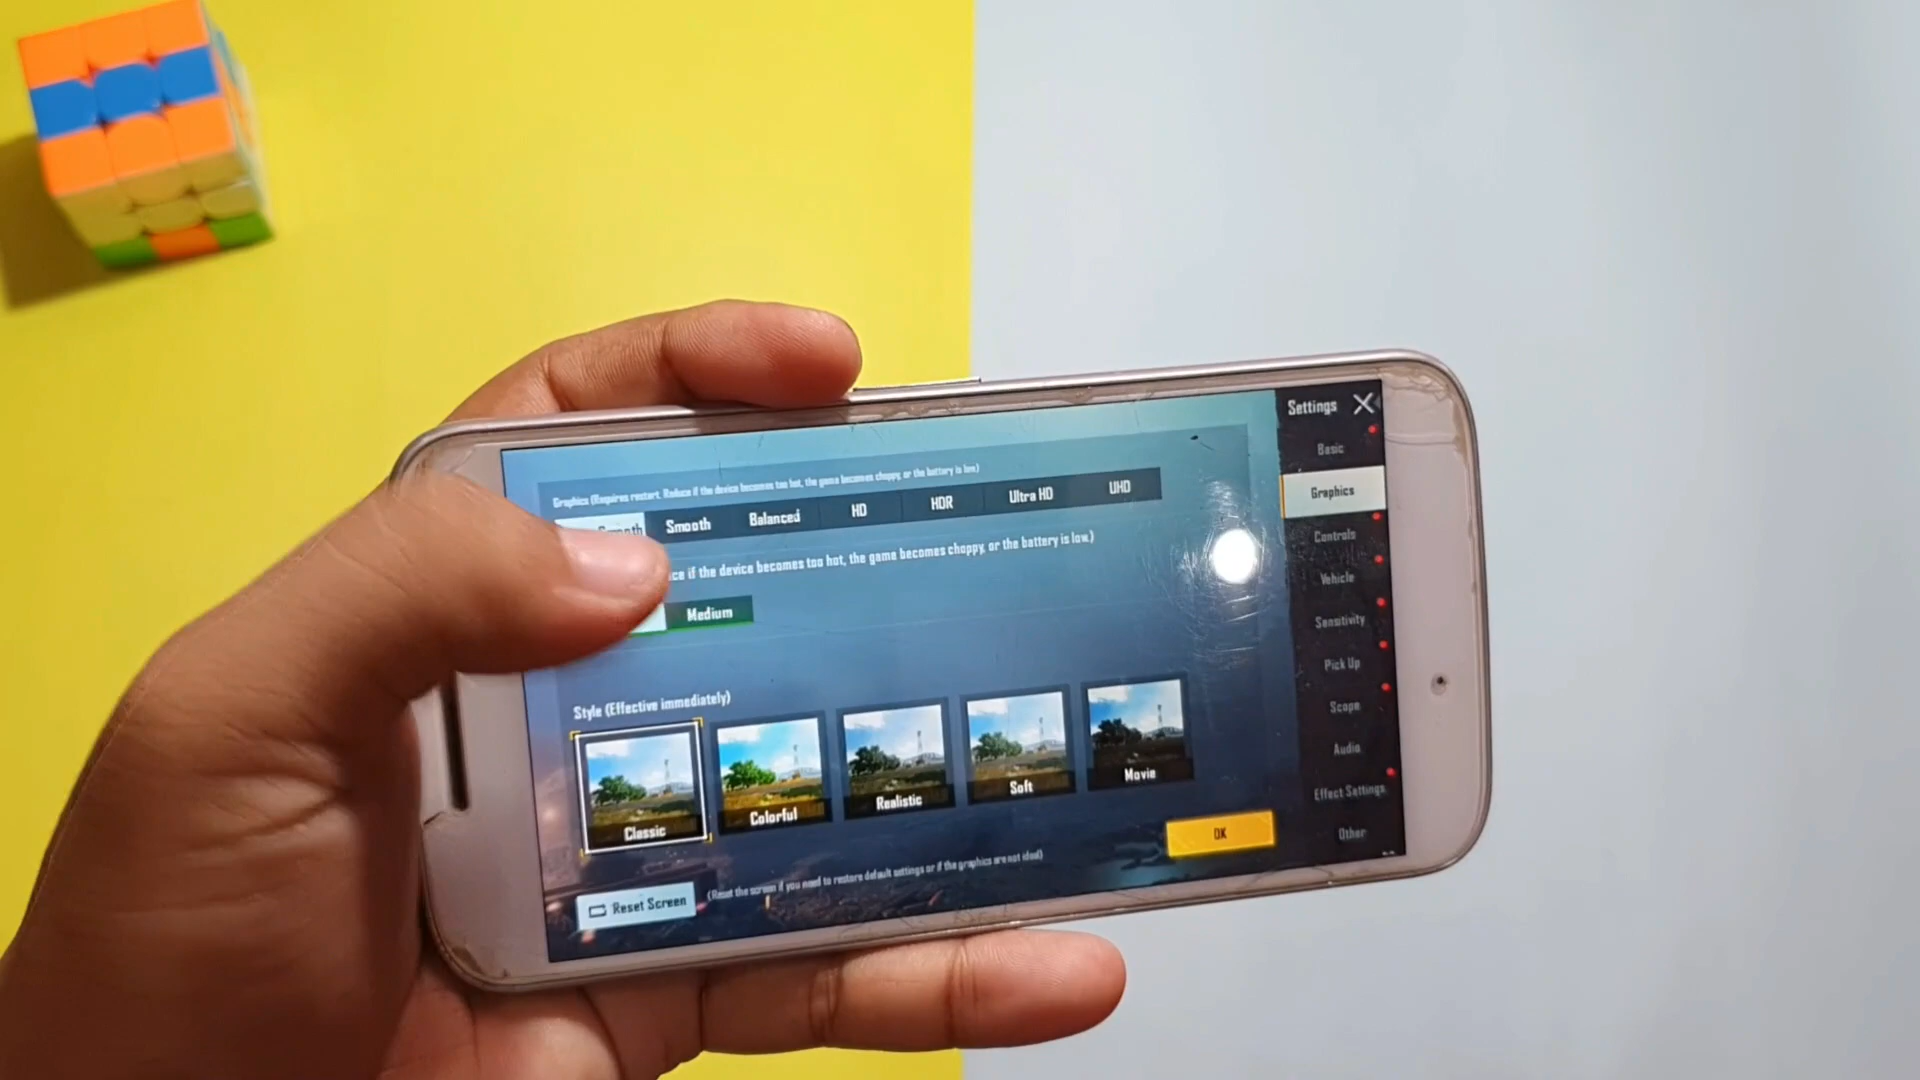 Settings
Graphics (Requires restart. Reduce if the device becomes too hot, the game becomes choppy, or the battery is low)
Smooth Smooth Balanced HD HDR Ultra HD UHD
if the device becomes too hot, the game becomes choppy, or the battery is low.)
Medium
Style (Effective immediately)
Classic Colorful Realistic Soft Movie
OK
Reset Screen (Reset the screen if you need to restore default settings or if the graphics are not ideal)
Basic
Graphics
Controls
Vehicle
Sensitivity
Pick Up
Scope
Audio
Effect Settings
Other